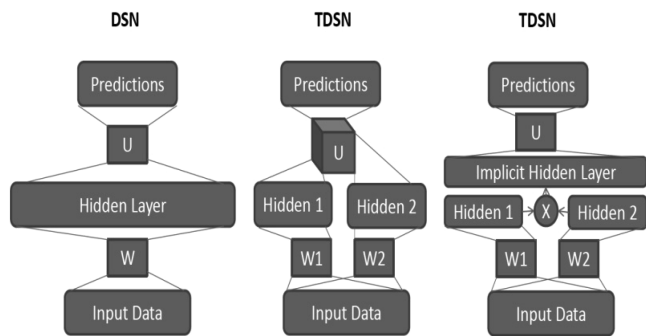 DSN
TDSN
TDSN
Predictions
Predictions
Predictions
U
U
U
Implicit Hidden Layer
Hidden Layer
Hidden 1
Hidden 2
Hidden 1
X
Hidden 2
W
W1
W2
W1
W2
Input Data
Input Data
Input Data